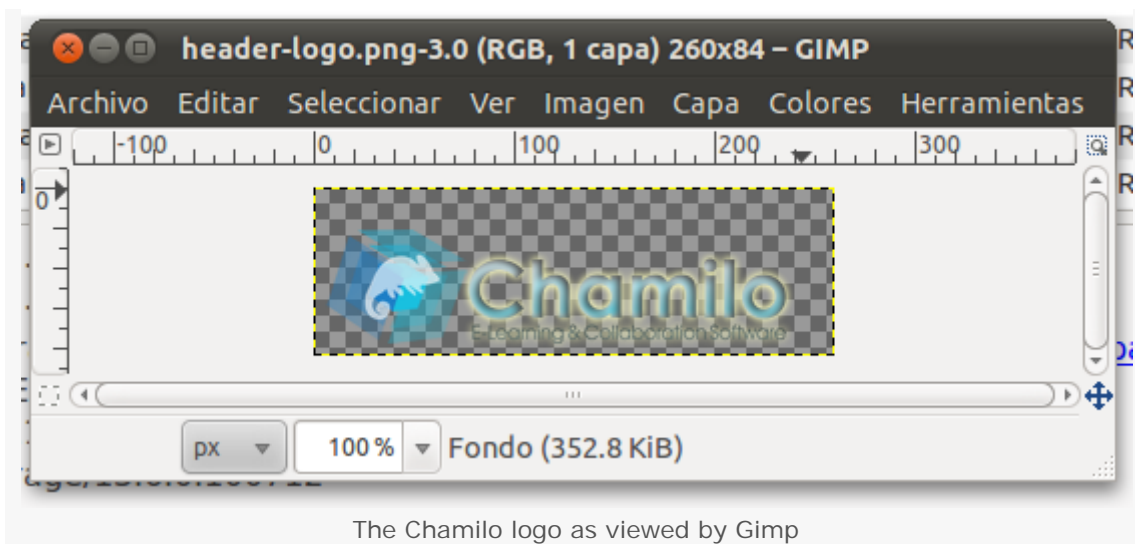 header-logo.png-3.0 (RGB, 1 capa) 260x84 – GIMP
Archivo Editar Seleccionar Ver Imagen Capa Colores Herramientas
-100 0 100 200 300
0
Chamilo
E-Learning & Collaboration Software
px 100 % Fondo (352.8 KiB)
The Chamilo logo as viewed by Gimp